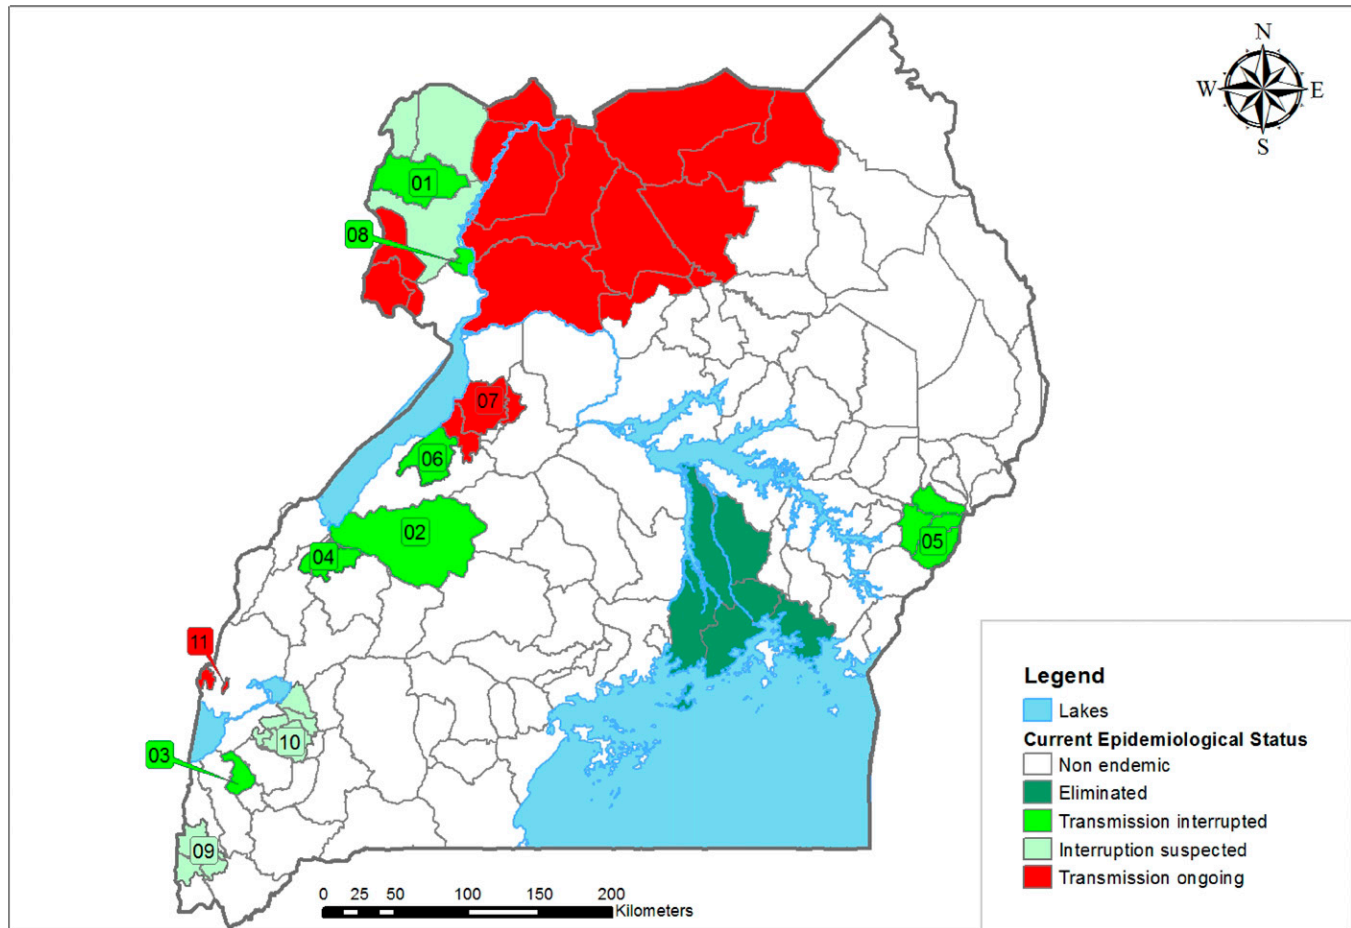 N
W E
S
01
08
07
06
02
04
05
11
10
03
09
Legend
Lakes
Current Epidemiological Status
Non endemic
Eliminated
Transmission interrupted
Interruption suspected
Transmission ongoing
0 25 50 100 150 200
Kilometers